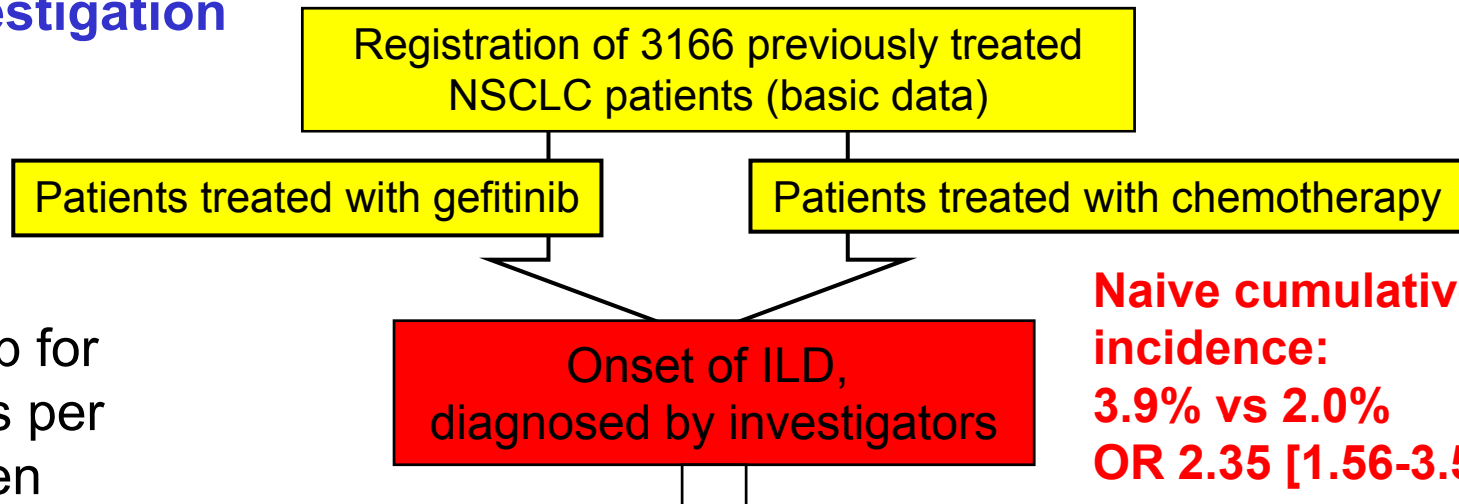 estigation
Registration of 3166 previously treated
NSCLC patients (basic data)
Patients treated with gefitinib
Patients treated with chemotherapy
for
s per
en
Onset of ILD,
diagnosed by investigators
Naive cumulativ
incidence:
3.9% vs 2.0%
OR 2.35 [1.56-3.5